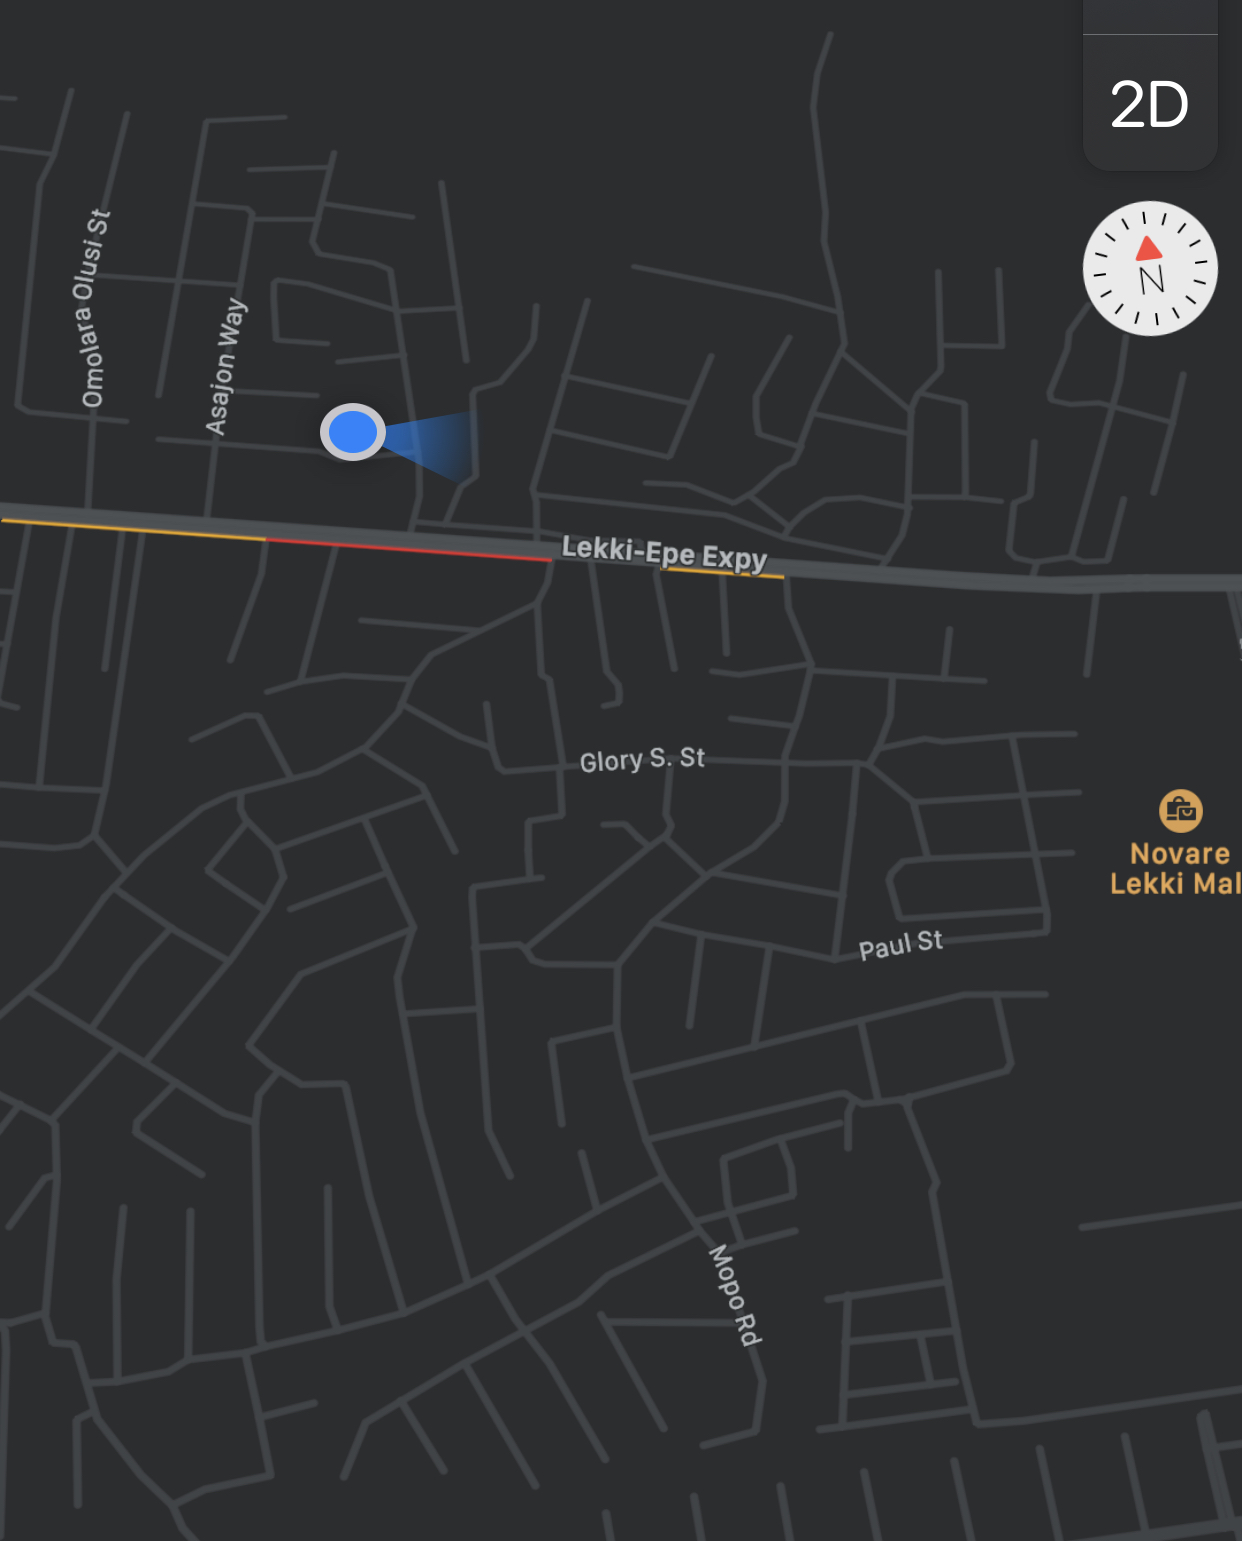 2D
N
Omolara Olusi St
Asajon Way
Lekki-Epe Expy
Glory S. St
Novare
Lekki Mal
Paul St
Mopo Rd